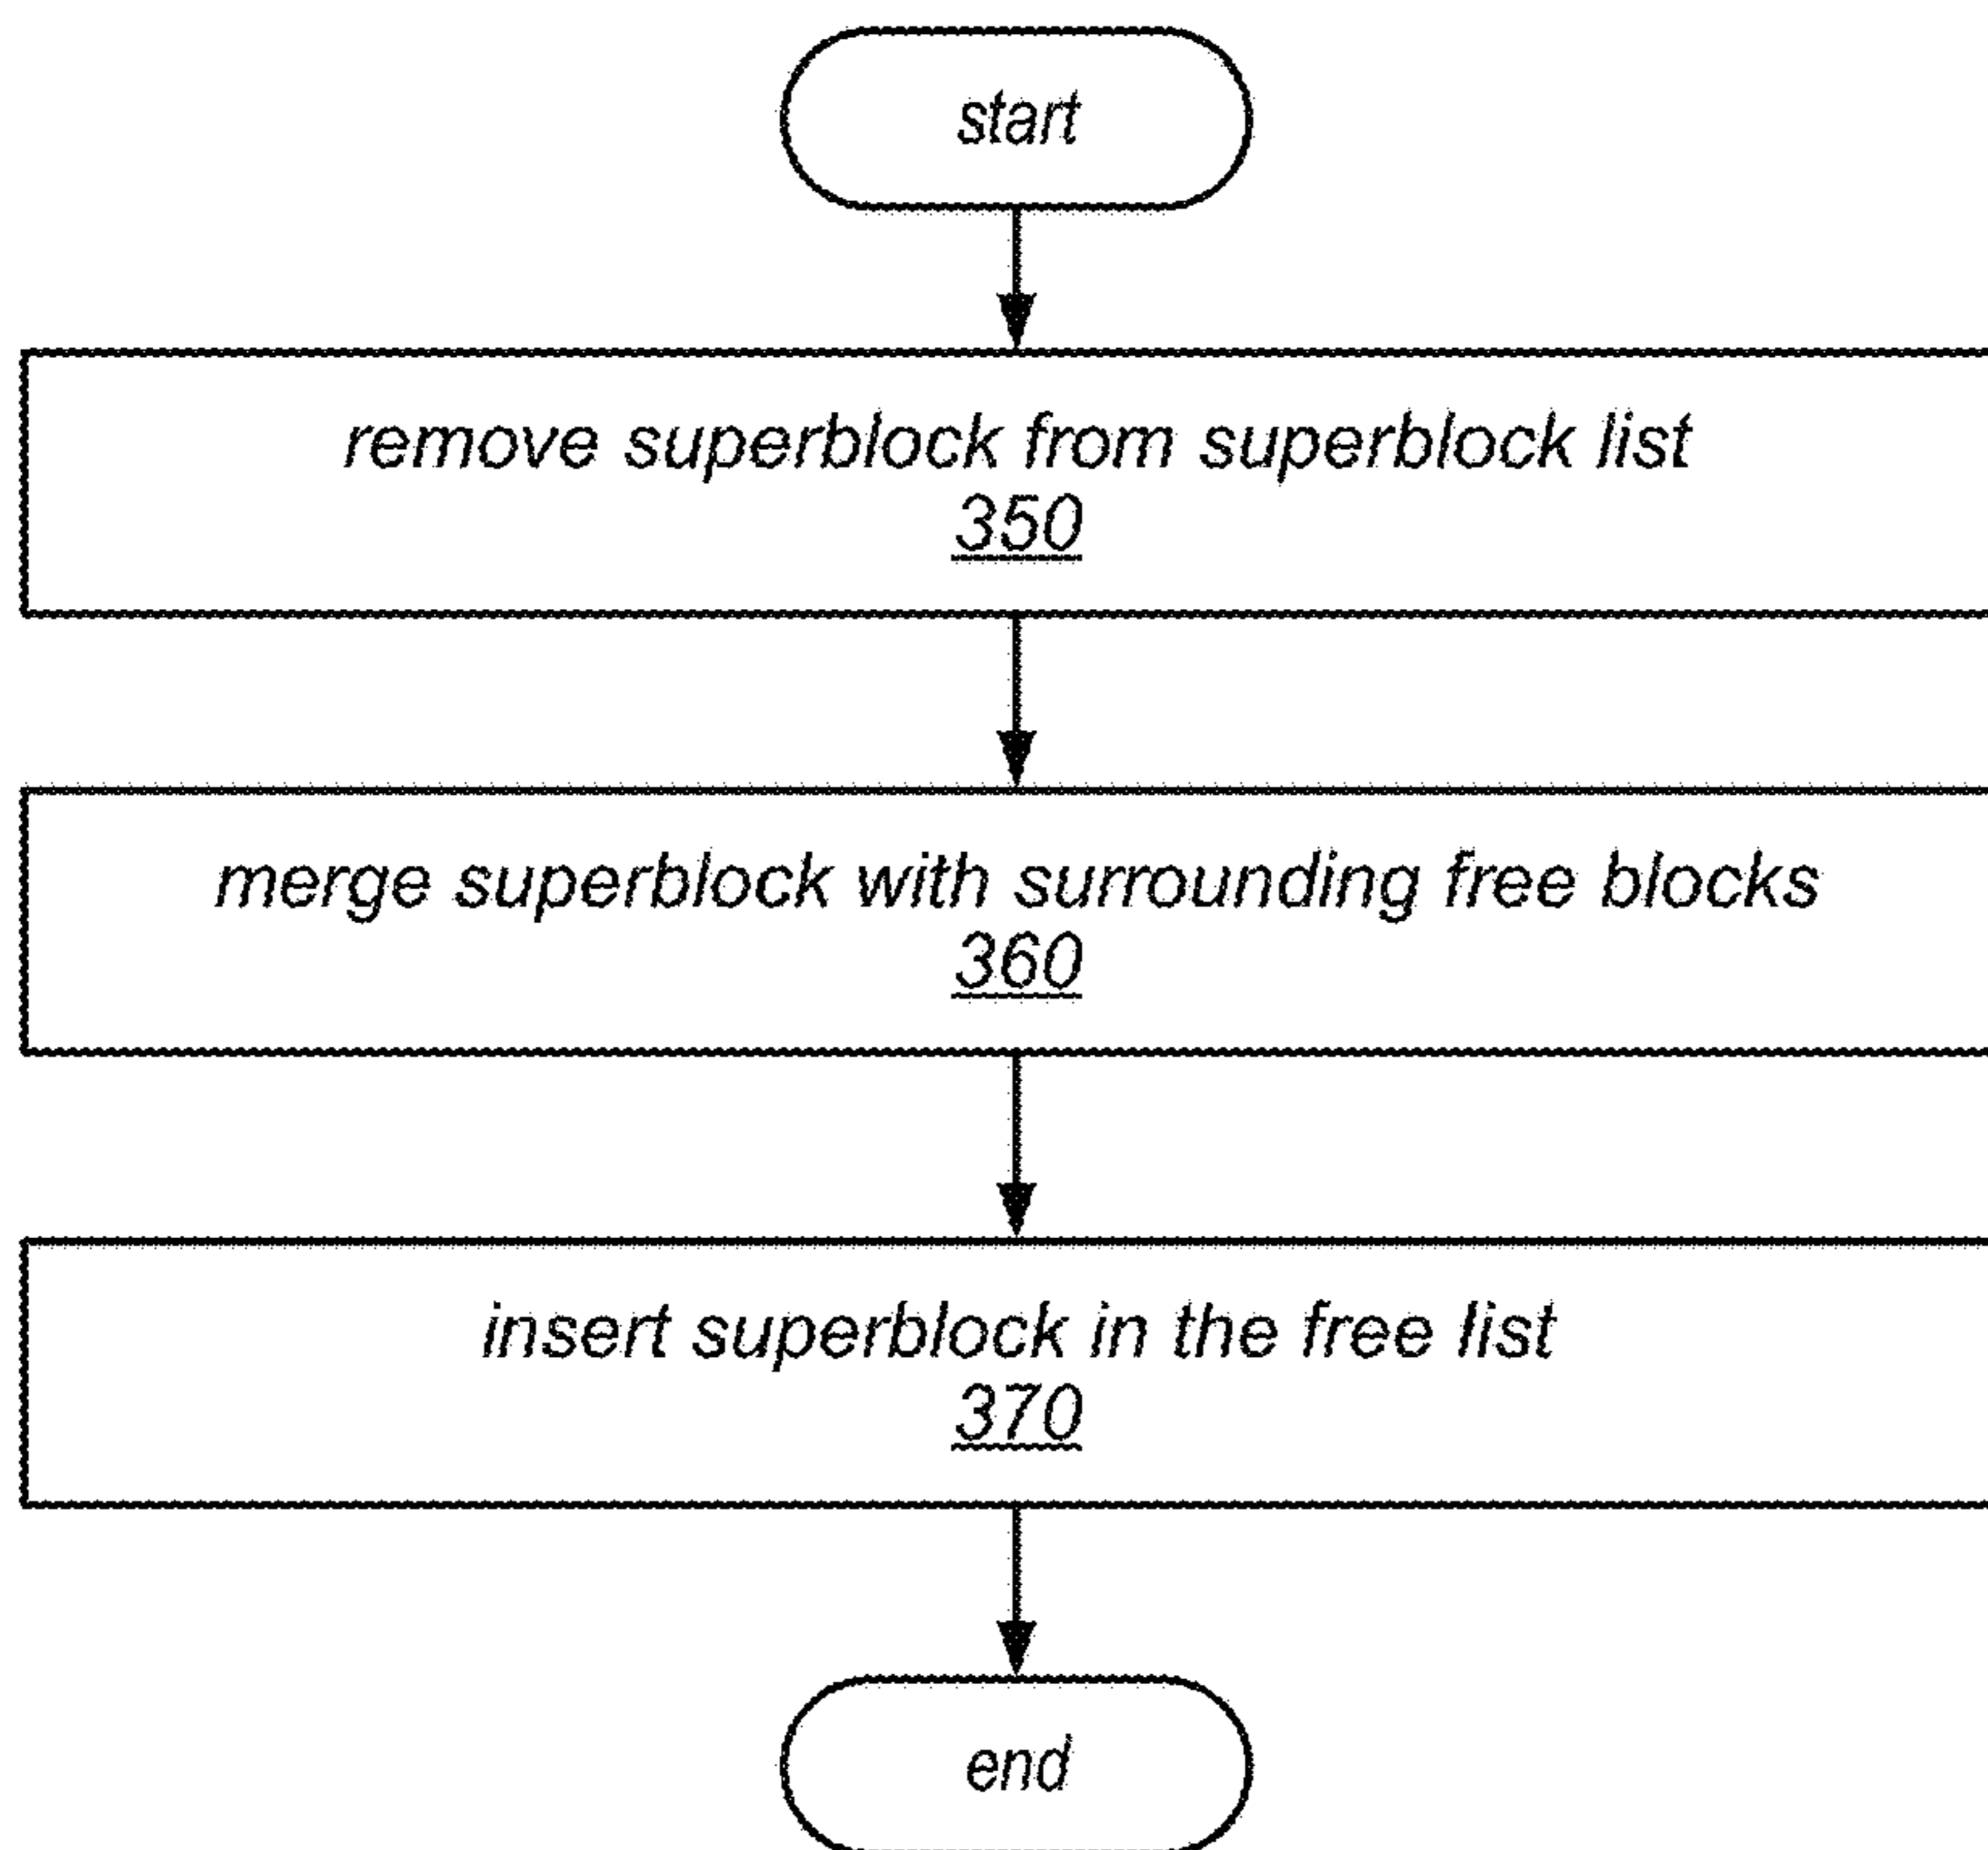 start
remove superblock from superblock list
350
merge superblock with surrounding free blocks
360
insert superblock in the free list
370
end